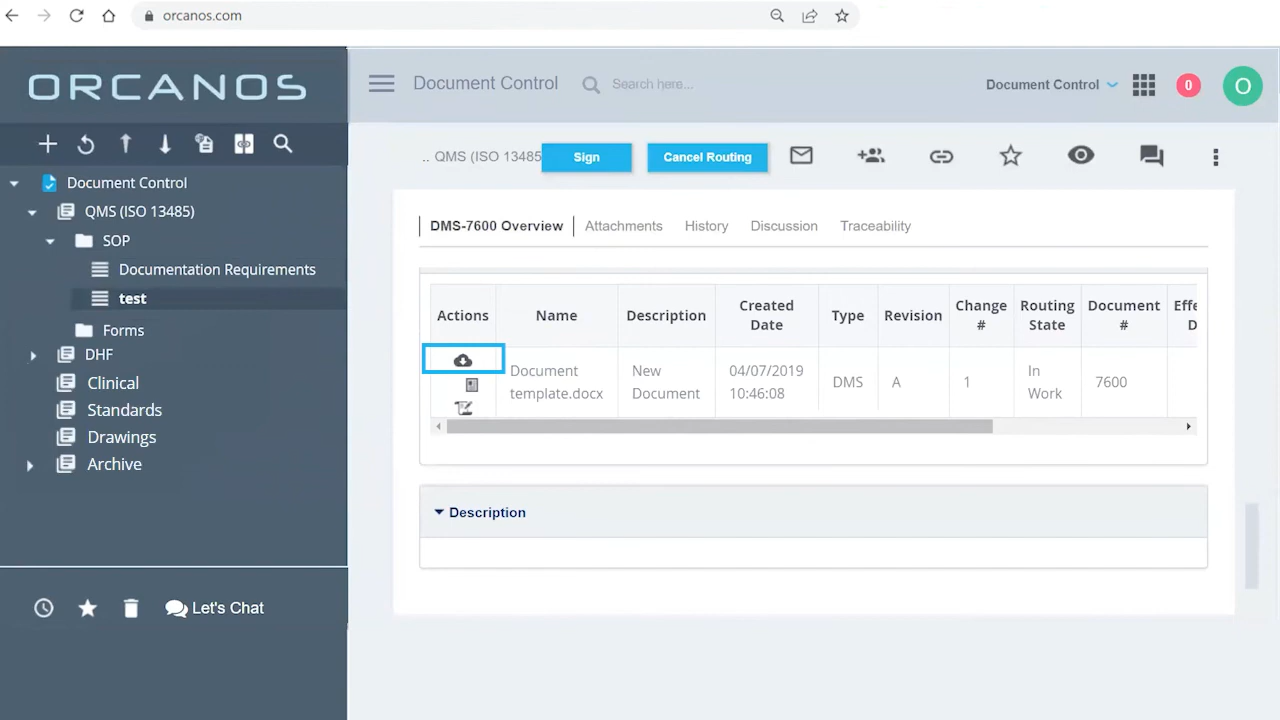 orcanos.com
ORCANOS
Document Control
Search here...
Document Control
0
O
.. QMS (ISO 13485
Sign
Cancel Routing
Document Control
QMS (ISO 13485)
SOP
Documentation Requirements
test
Forms
DHF
Clinical
Standards
Drawings
Archive
Let's Chat
DMS-7600 Overview
Attachments
History
Discussion
Traceability
Actions
Name
Description
Created
Date
Type
Revision
Change
#
Routing
State
Document
#
Effe
D
Document
template.docx
New
Document
04/07/2019
10:46:08
DMS
A
1
In
Work
7600
Description